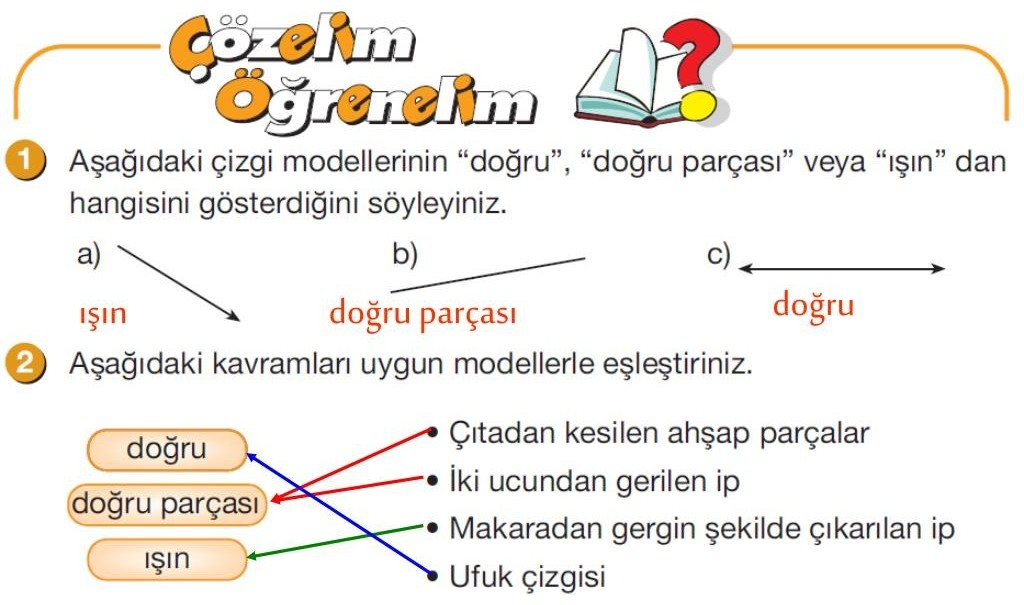 Çözelim
Öğrenelim
1 Aşağıdaki çizgi modellerinin “doğru”, “doğru parçası” veya “ışın” dan
hangisini gösterdiğini söyleyiniz.
a) b) c)
ışın doğru parçası doğru
2 Aşağıdaki kavramları uygun modellerle eşleştiriniz.
doğru
doğru parçası
ışın
• Çıtadan kesilen ahşap parçalar
• İki ucundan gerilen ip
• Makaradan gergin şekilde çıkarılan ip
• Ufuk çizgisi